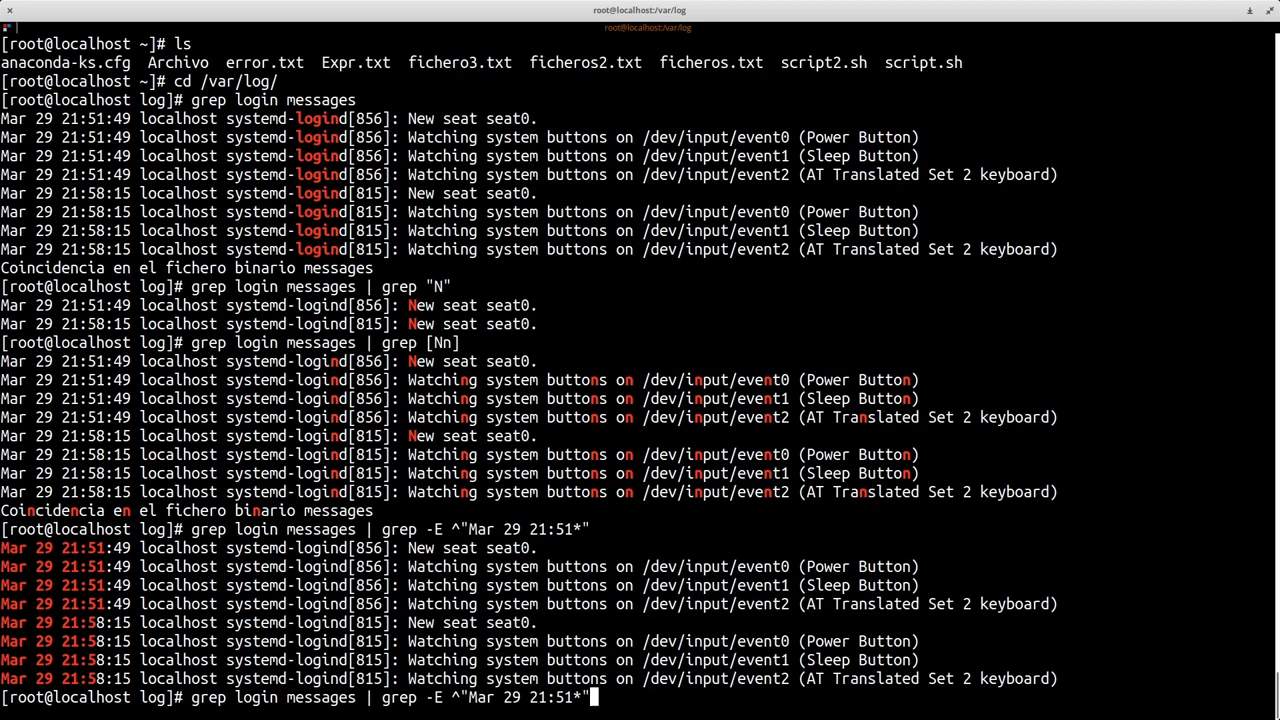 root@localhost:/var/log
root@localhost:/var/log
[root@localhost ~]# ls
anaconda-ks.cfg  Archivo  error.txt  Expr.txt  fichero3.txt  ficheros2.txt  ficheros.txt  script2.sh  script.sh
[root@localhost ~]# cd /var/log/
[root@localhost log]# grep login messages
Mar 29 21:51:49 localhost systemd-logind[856]: New seat seat0.
Mar 29 21:51:49 localhost systemd-logind[856]: Watching system buttons on /dev/input/event0 (Power Button)
Mar 29 21:51:49 localhost systemd-logind[856]: Watching system buttons on /dev/input/event1 (Sleep Button)
Mar 29 21:51:49 localhost systemd-logind[856]: Watching system buttons on /dev/input/event2 (AT Translated Set 2 keyboard)
Mar 29 21:58:15 localhost systemd-logind[815]: New seat seat0.
Mar 29 21:58:15 localhost systemd-logind[815]: Watching system buttons on /dev/input/event0 (Power Button)
Mar 29 21:58:15 localhost systemd-logind[815]: Watching system buttons on /dev/input/event1 (Sleep Button)
Mar 29 21:58:15 localhost systemd-logind[815]: Watching system buttons on /dev/input/event2 (AT Translated Set 2 keyboard)
Coincidencia en el fichero binario messages
[root@localhost log]# grep login messages | grep "N"
Mar 29 21:51:49 localhost systemd-logind[856]: New seat seat0.
Mar 29 21:58:15 localhost systemd-logind[815]: New seat seat0.
[root@localhost log]# grep login messages | grep [Nn]
Mar 29 21:51:49 localhost systemd-logind[856]: New seat seat0.
Mar 29 21:51:49 localhost systemd-logind[856]: Watching system buttons on /dev/input/event0 (Power Button)
Mar 29 21:51:49 localhost systemd-logind[856]: Watching system buttons on /dev/input/event1 (Sleep Button)
Mar 29 21:51:49 localhost systemd-logind[856]: Watching system buttons on /dev/input/event2 (AT Translated Set 2 keyboard)
Mar 29 21:58:15 localhost systemd-logind[815]: New seat seat0.
Mar 29 21:58:15 localhost systemd-logind[815]: Watching system buttons on /dev/input/event0 (Power Button)
Mar 29 21:58:15 localhost systemd-logind[815]: Watching system buttons on /dev/input/event1 (Sleep Button)
Mar 29 21:58:15 localhost systemd-logind[815]: Watching system buttons on /dev/input/event2 (AT Translated Set 2 keyboard)
Coincidencia en el fichero binario messages
[root@localhost log]# grep login messages | grep -E ^"Mar 29 21:51*"
Mar 29 21:51:49 localhost systemd-logind[856]: New seat seat0.
Mar 29 21:51:49 localhost systemd-logind[856]: Watching system buttons on /dev/input/event0 (Power Button)
Mar 29 21:51:49 localhost systemd-logind[856]: Watching system buttons on /dev/input/event1 (Sleep Button)
Mar 29 21:51:49 localhost systemd-logind[856]: Watching system buttons on /dev/input/event2 (AT Translated Set 2 keyboard)
Mar 29 21:58:15 localhost systemd-logind[815]: New seat seat0.
Mar 29 21:58:15 localhost systemd-logind[815]: Watching system buttons on /dev/input/event0 (Power Button)
Mar 29 21:58:15 localhost systemd-logind[815]: Watching system buttons on /dev/input/event1 (Sleep Button)
Mar 29 21:58:15 localhost systemd-logind[815]: Watching system buttons on /dev/input/event2 (AT Translated Set 2 keyboard)
[root@localhost log]# grep login messages | grep -E ^"Mar 29 21:51*"